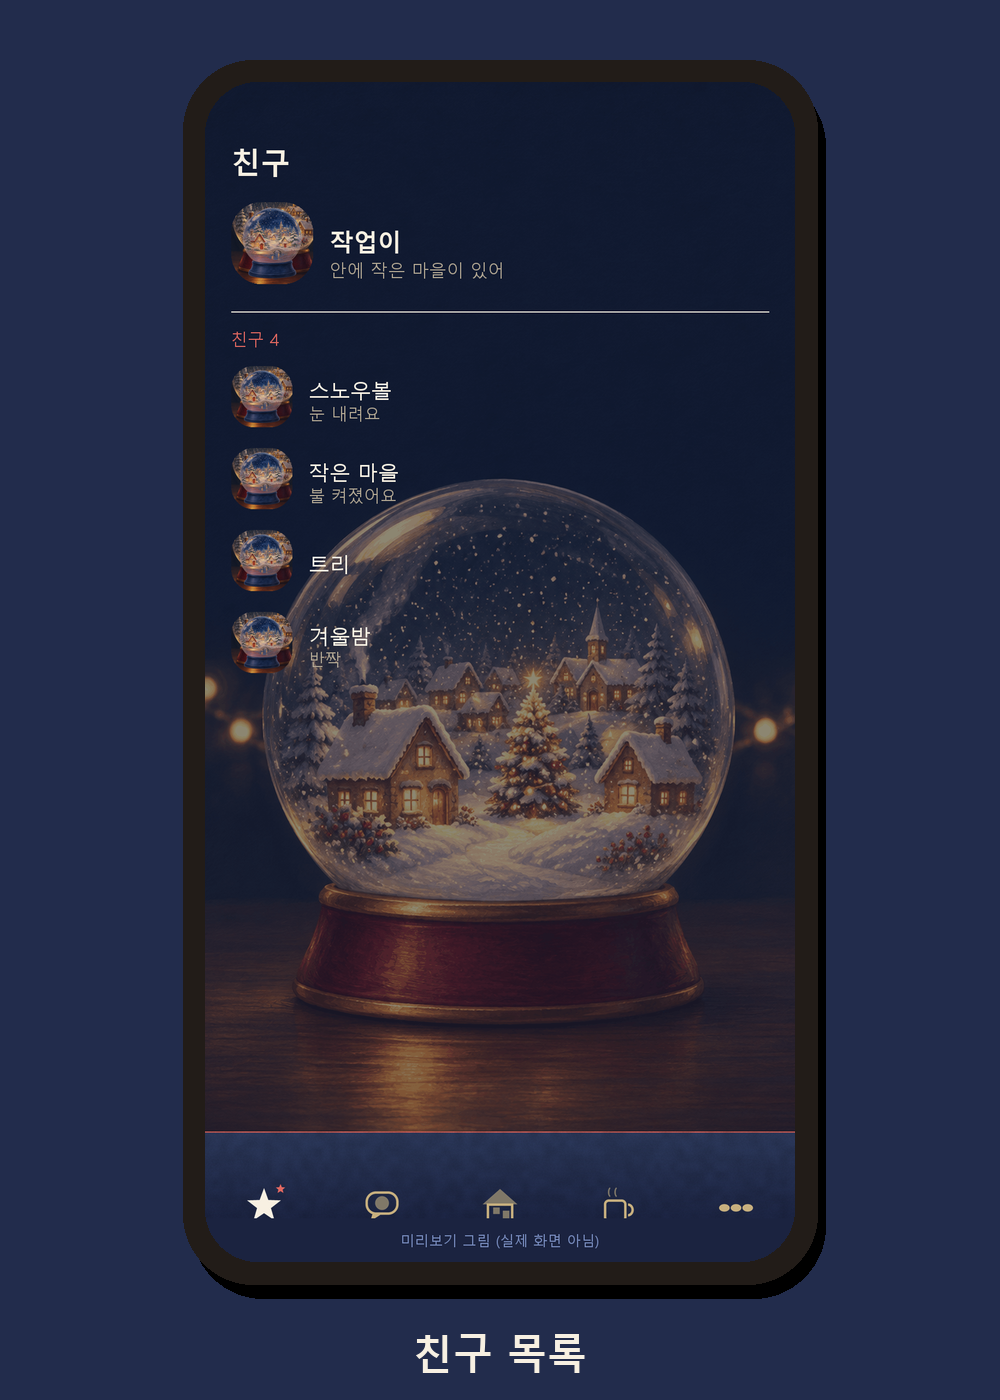 친구
작업이
안에 작은 마을이 있어
친구 4
스노우볼
눈 내려요
작은 마을
불 켜졌어요
트리
겨울밤
반짝
미리보기 그림 (실제 화면 아님)
친구 목록